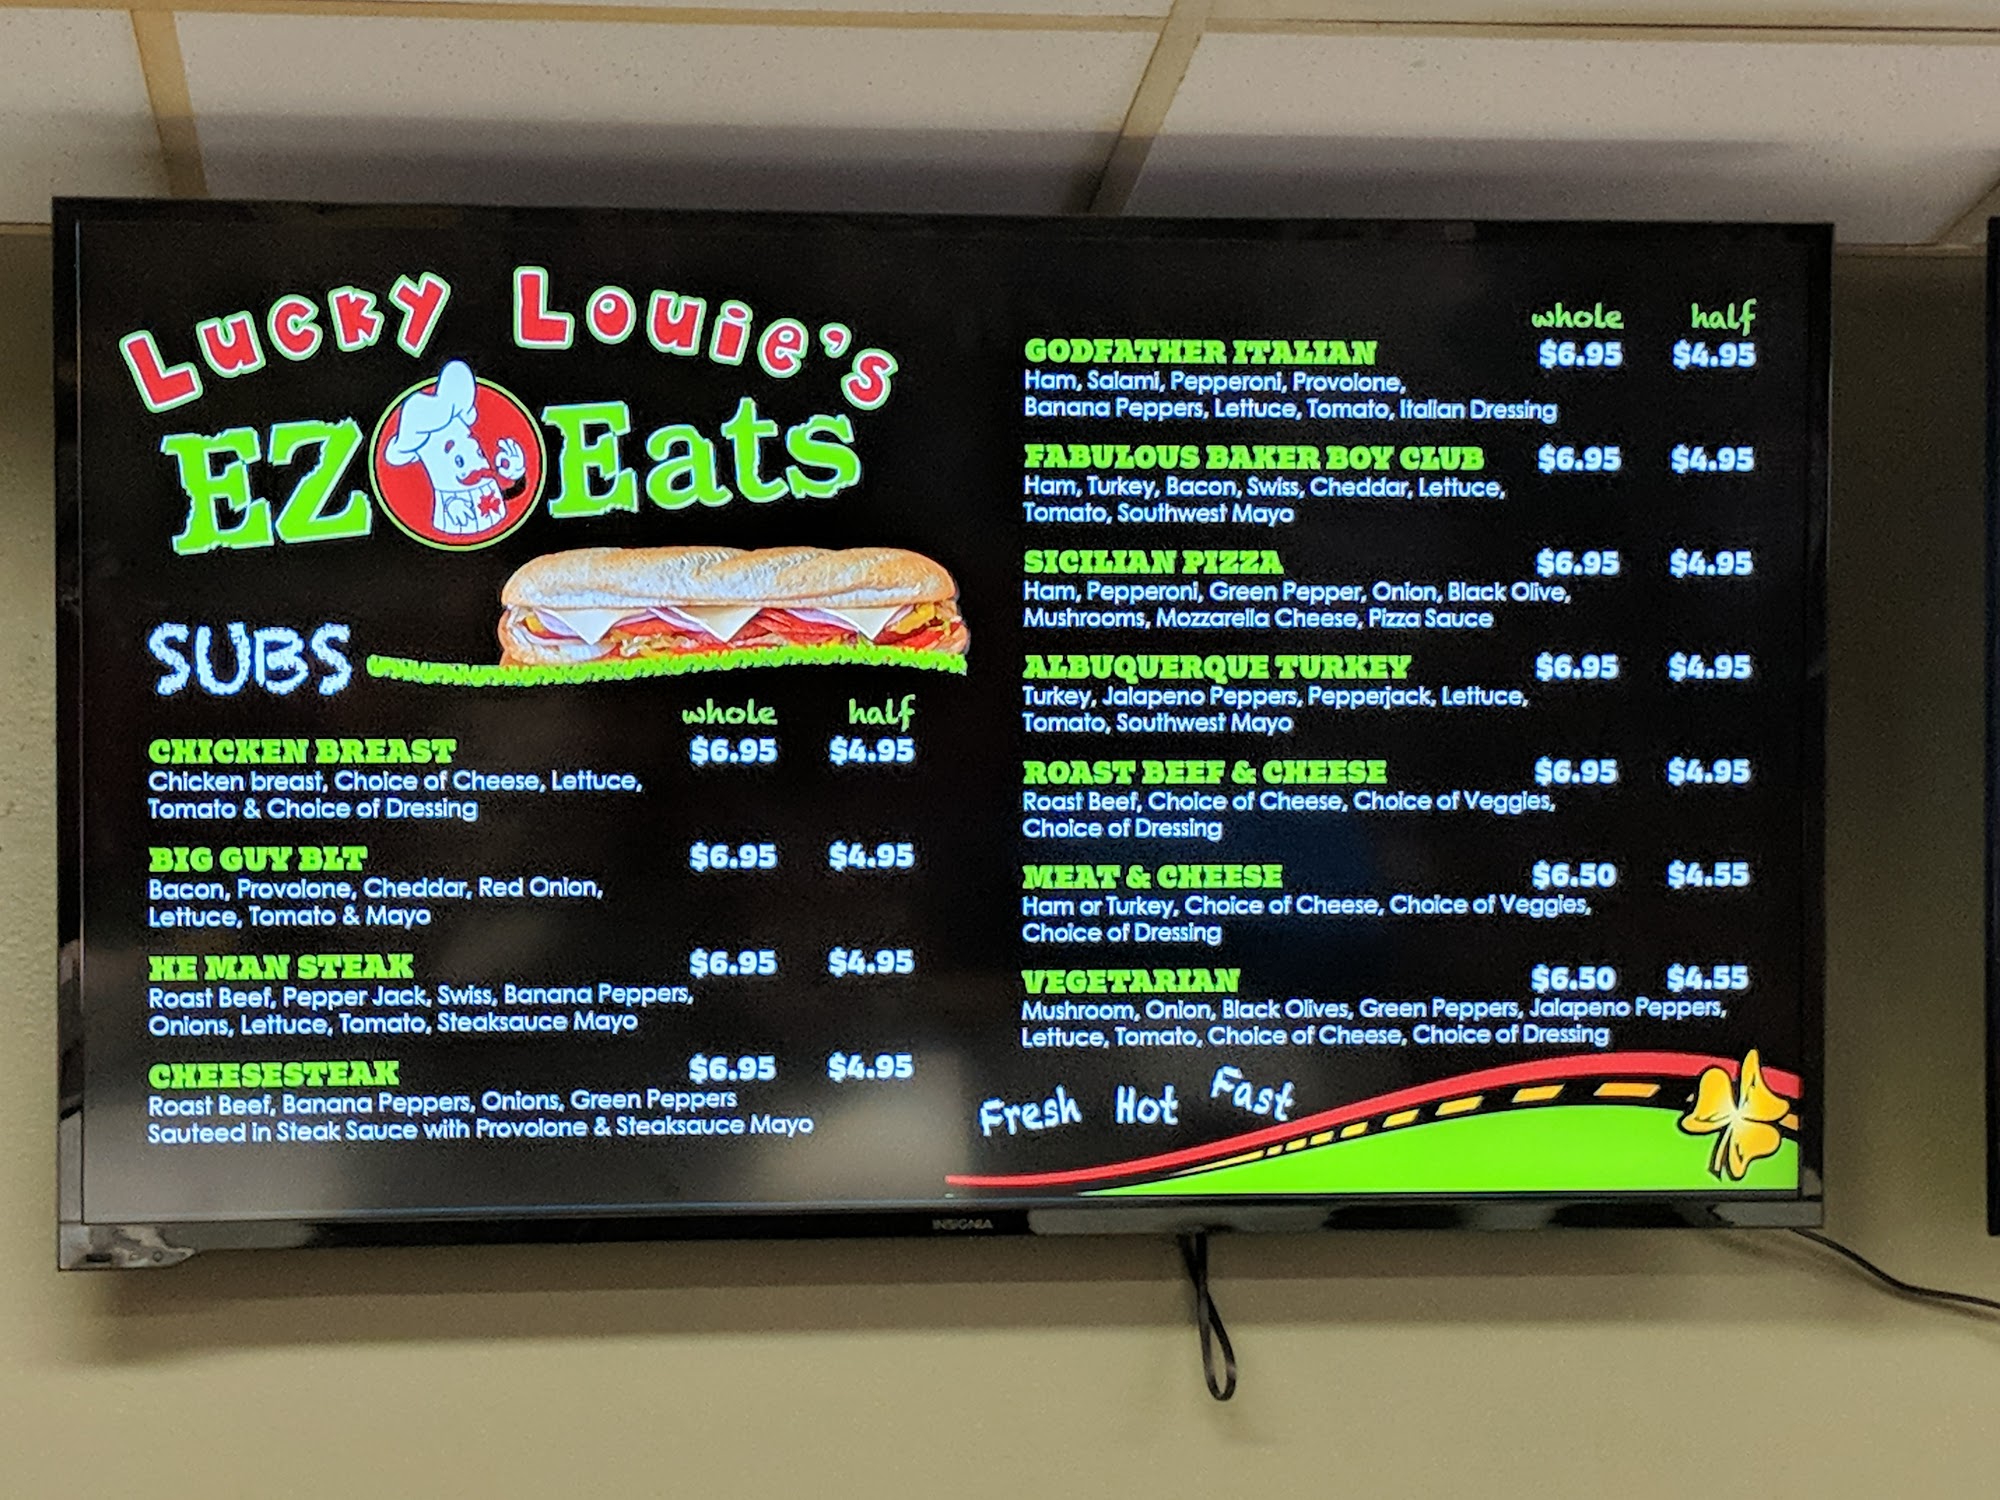 Lucky Louie's
EZ Eats
SUBS
whole half
CHICKEN BREAST $6.95 $4.95
Chicken breast, Choice of Cheese, Lettuce,
Tomato & Choice of Dressing
BIG GUY BLT $6.95 $4.95
Bacon, Provolone, Cheddar, Red Onion,
Lettuce, Tomato & Mayo
HE MAN STEAK $6.95 $4.95
Roast Beef, Pepper Jack, Swiss, Banana Peppers,
Onions, Lettuce, Tomato, Steaksauce Mayo
CHEESESTEAK $6.95 $4.95
Roast Beef, Banana Peppers, Onions, Green Peppers
Sauteed in Steak Sauce with Provolone & Steaksauce Mayo
whole half
GODFATHER ITALIAN $6.95 $4.95
Ham, Salami, Pepperoni, Provolone,
Banana Peppers, Lettuce, Tomato, Italian Dressing
FABULOUS BAKER BOY CLUB $6.95 $4.95
Ham, Turkey, Bacon, Swiss, Cheddar, Lettuce,
Tomato, Southwest Mayo
SICILIAN PIZZA $6.95 $4.95
Ham, Pepperoni, Green Pepper, Onion, Black Olive,
Mushrooms, Mozzarella Cheese, Pizza Sauce
ALBUQUERQUE TURKEY $6.95 $4.95
Turkey, Jalapeno Peppers, Pepperjack, Lettuce,
Tomato, Southwest Mayo
ROAST BEEF & CHEESE $6.95 $4.95
Roast Beef, Choice of Cheese, Choice of Veggies,
Choice of Dressing
MEAT & CHEESE $6.50 $4.55
Ham or Turkey, Choice of Cheese, Choice of Veggies,
Choice of Dressing
VEGETARIAN $6.50 $4.55
Mushroom, Onion, Black Olives, Green Peppers, Jalapeno Peppers,
Lettuce, Tomato, Choice of Cheese, Choice of Dressing
Fresh Hot Fast
INSIGNIA